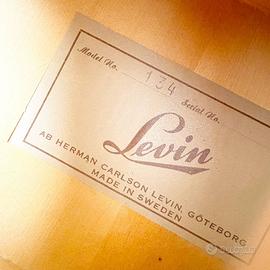 Model No. 134
Serial No.
Levin
AB HERMAN CARLSON LEVIN, GÖTEBORG
MADE IN SWEDEN